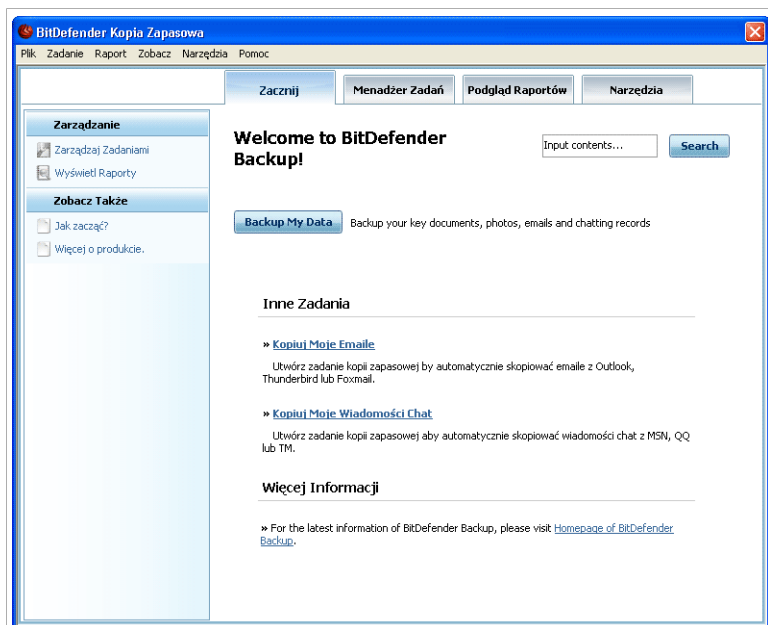 BitDefender Kopia Zapasowa
Plik Zadanie Raport Zobacz Narzędzia Pomoc
Zacznij Menadżer Zadań Podgląd Raportów Narzędzia
Zarządzanie
Zarządzaj Zadaniami
Wyświetl Raporty
Zobacz Także
Jak zacząć?
Więcej o produkcie.
Welcome to BitDefender
Backup!
Input contents... Search
Backup My Data Backup your key documents, photos, emails and chatting records
Inne Zadania
» Kopiuj Moje Emaile
Utwórz zadanie kopii zapasowej by automatycznie skopiować emaile z Outlook,
Thunderbird lub Foxmail.
» Kopiuj Moje Wiadomości Chat
Utwórz zadanie kopii zapasowej aby automatycznie skopiować wiadomości chat z MSN, QQ
lub TM.
Więcej Informacji
» For the latest information of BitDefender Backup, please visit Homepage of BitDefender
Backup.